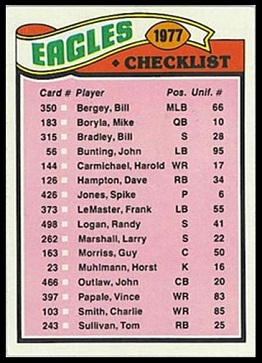 EAGLES 1977
+ CHECKLIST
Card # Player Pos. Unif. #
350 Bergey, Bill MLB 66
183 Boryla, Mike QB 10
315 Bradley, Bill S 28
56 Bunting, John LB 95
144 Carmichael, Harold WR 17
126 Hampton, Dave RB 34
426 Jones, Spike P 6
373 LeMaster, Frank LB 55
498 Logan, Randy S 41
262 Marshall, Larry S 22
163 Morriss, Guy C 50
23 Muhlmann, Horst K 16
466 Outlaw, John CB 20
397 Papale, Vince WR 83
103 Smith, Charlie WR 85
243 Sullivan, Tom RB 25